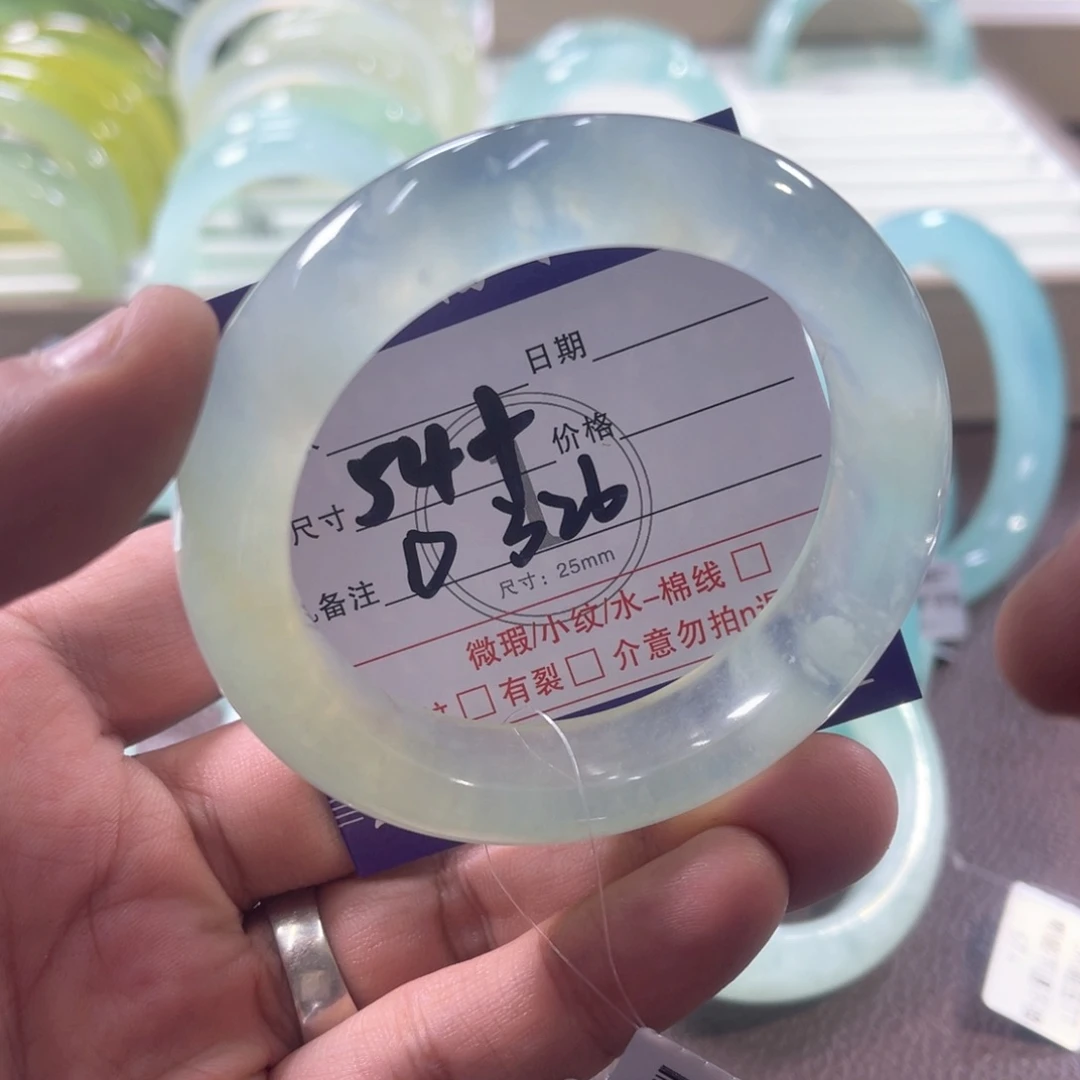 日期
尺寸 54+ 价格
备注 D 326
尺寸：25mm
微瑕/小纹/水-棉线 □
□ 有裂 □ 介意勿拍